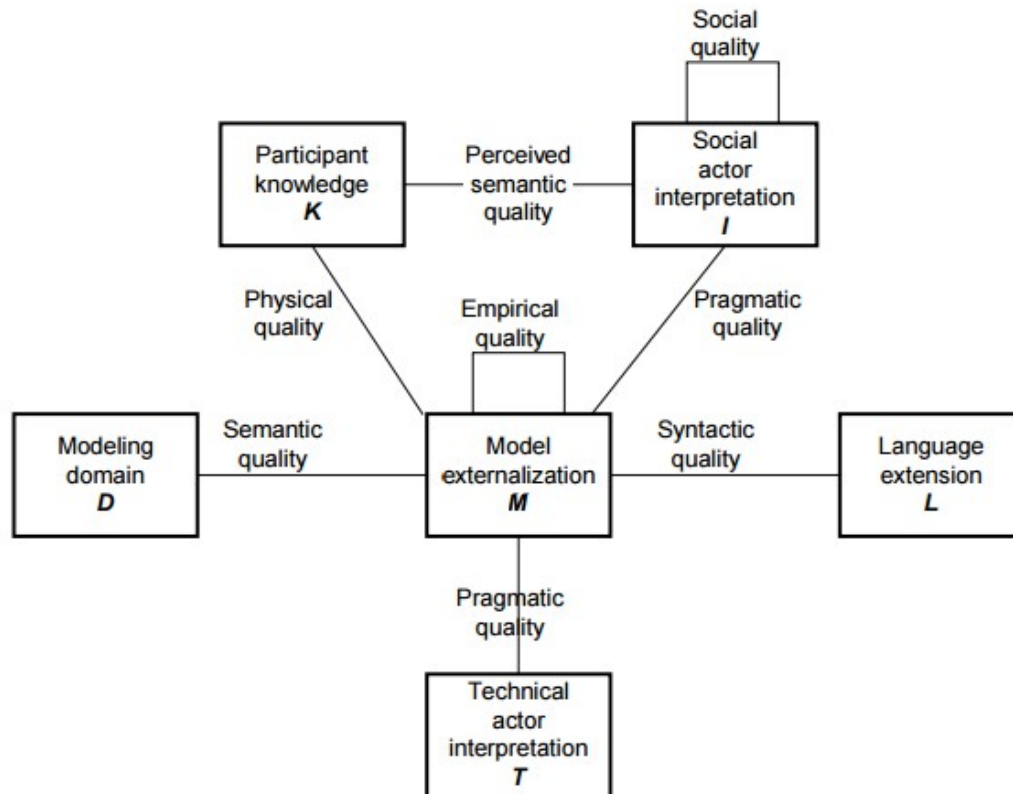 Social
quality
Participant
knowledge
K
Perceived
semantic
quality
Social
actor
interpretation
I
Physical
quality
Empirical
quality
Pragmatic
quality
Modeling
domain
D
Semantic
quality
Model
externalization
M
Syntactic
quality
Language
extension
L
Pragmatic
quality
Technical
actor
interpretation
T